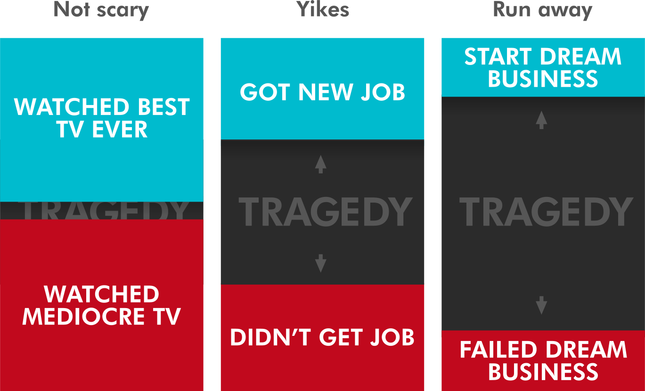 Not scary
Yikes
Run away
WATCHED BEST
TV EVER
TRAGEDY
WATCHED
MEDIOCRE TV
GOT NEW JOB
TRAGEDY
DIDN'T GET JOB
START DREAM
BUSINESS
TRAGEDY
FAILED DREAM
BUSINESS